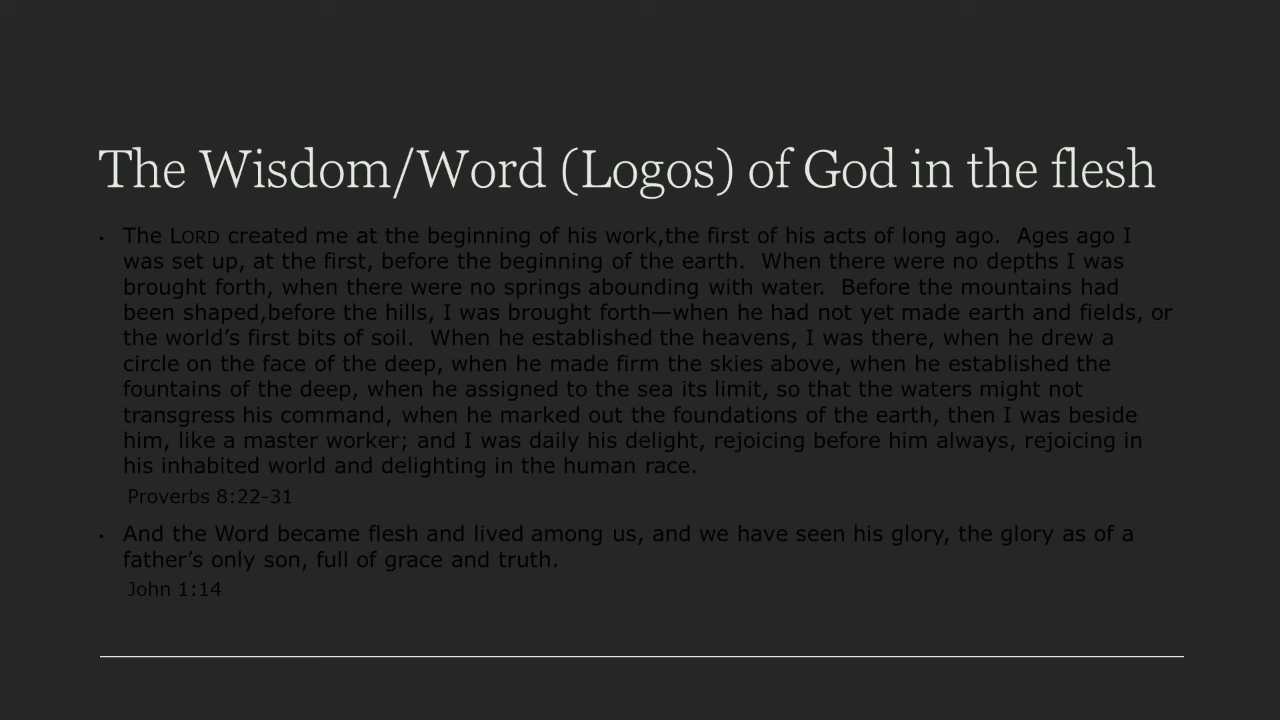 The Wisdom/Word (Logos) of God in the flesh
• The LORD created me at the beginning of his work,the first of his acts of long ago.  Ages ago I
was set up, at the first, before the beginning of the earth.  When there were no depths I was
brought forth, when there were no springs abounding with water.  Before the mountains had
been shaped,before the hills, I was brought forth—when he had not yet made earth and fields, or
the world’s first bits of soil.  When he established the heavens, I was there, when he drew a
circle on the face of the deep, when he made firm the skies above, when he established the
fountains of the deep, when he assigned to the sea its limit, so that the waters might not
transgress his command, when he marked out the foundations of the earth, then I was beside
him, like a master worker; and I was daily his delight, rejoicing before him always, rejoicing in
his inhabited world and delighting in the human race.
Proverbs 8:22-31
• And the Word became flesh and lived among us, and we have seen his glory, the glory as of a
father’s only son, full of grace and truth.
John 1:14